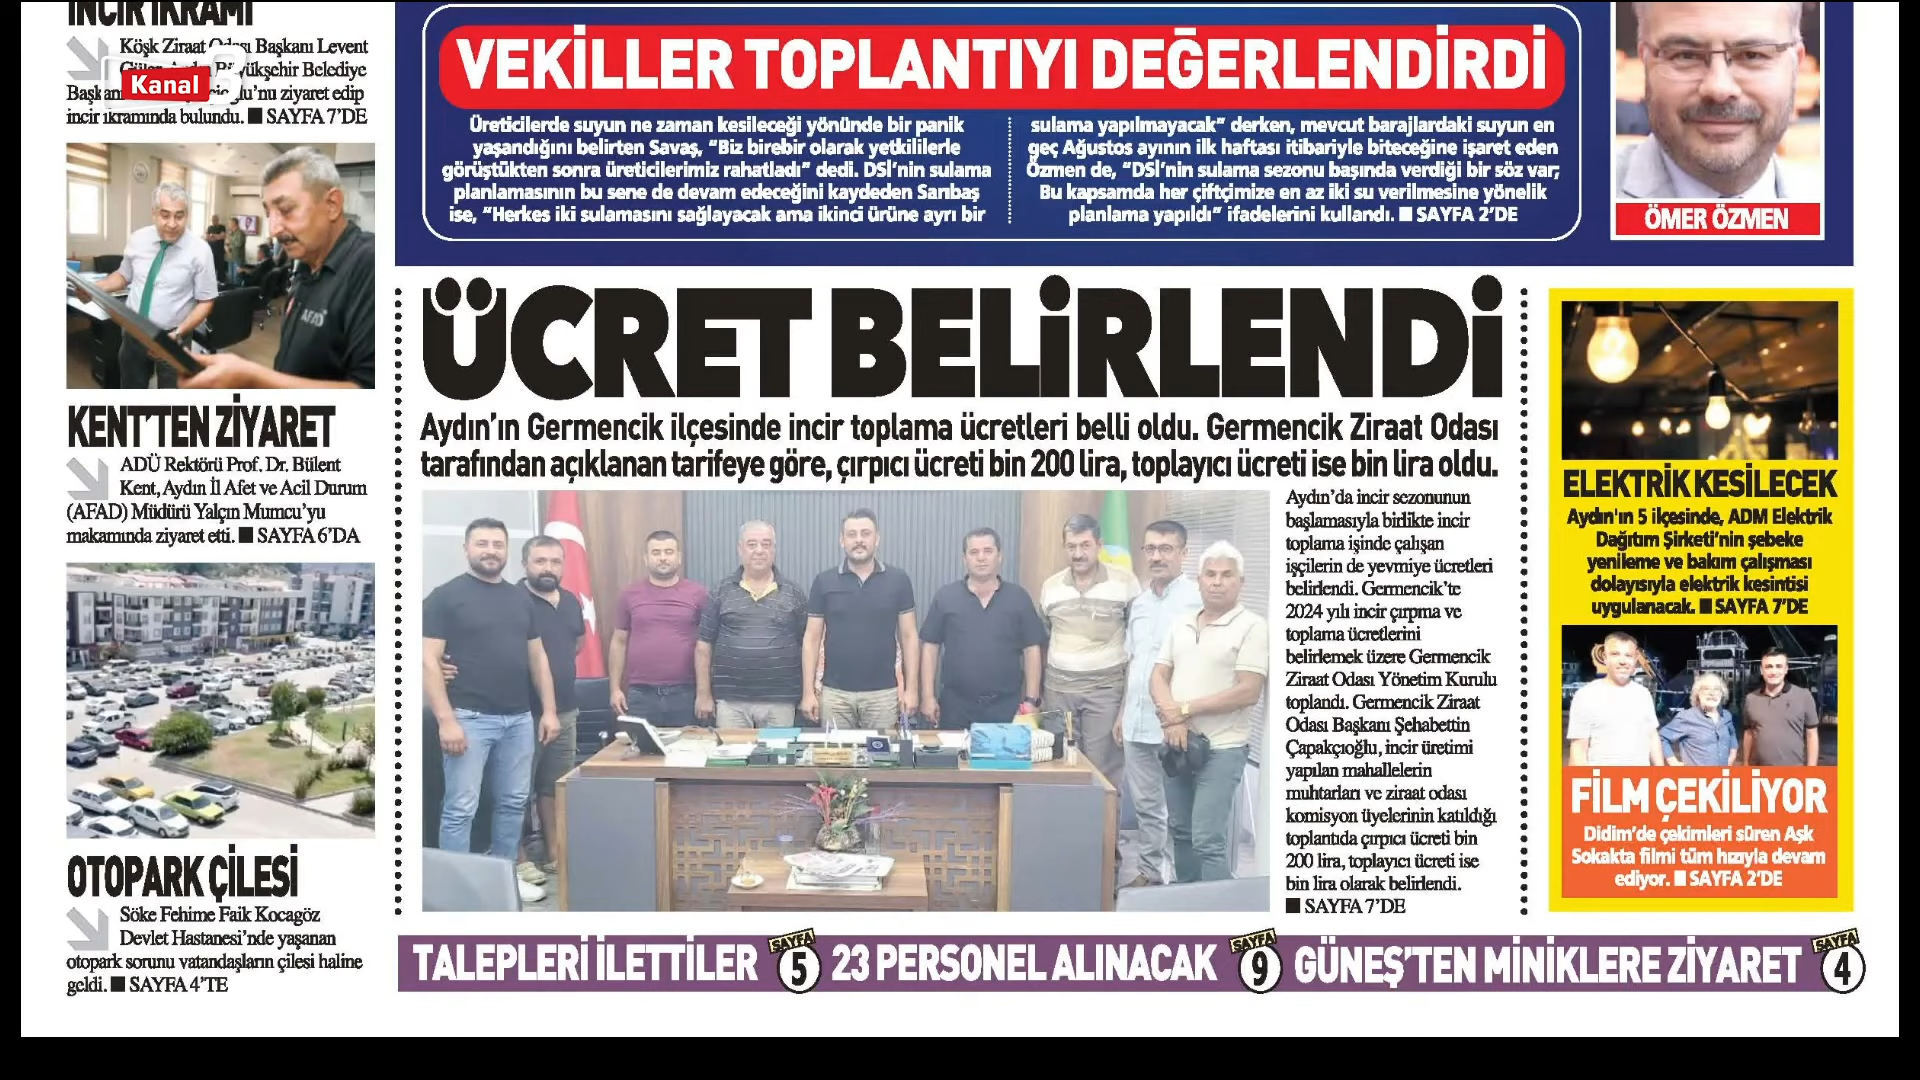 İNCİR İKRAMI
Köşk Ziraat Odası Başkanı Levent
Başkanı
'nu ziyaret edip
incir ikramında bulundu. ■ SAYFA 7'DE
Kanal
KENT'TEN ZİYARET
ADÜ Rektörü Prof. Dr. Bülent
Kent, Aydın İl Afet ve Acil Durum
(AFAD) Müdürü Yalçın Mumcu'yu
makamında ziyaret etti. ■ SAYFA 6'DA
OTOPARK ÇİLESİ
Söke Fehime Faik Kocagöz
Devlet Hastanesi'nde yaşanan
otopark sorunu vatandaşların çilesi haline
geldi. ■ SAYFA 4'TE
VEKİLLER TOPLANTIYI DEĞERLENDİRDİ
Üreticilerde suyun ne zaman kesileceği yönünde bir panik
yaşandığını belirten Savaş, “Biz birebir olarak yetkililerle
görüştükten sonra üreticilerimiz rahatladı” dedi. DSİ'nin sulama
planlamasının bu sene de devam edeceğini kaydeden Sarıbaş
ise, “Herkes iki sulamasını sağlayacak ama ikinci ürüne ayrı bir
sulama yapılmayacak” derken, mevcut barajlardaki suyun en
geç Ağustos ayının ilk haftası itibariyle biteceğine işaret eden
Özmen de, “DSİ'nin sulama sezonu başında verdiği bir söz var;
Bu kapsamda her çiftçimize en az iki su verilmesine yönelik
planlama yapıldı” ifadelerini kullandı. ■ SAYFA 2'DE
ÖMER ÖZMEN
ÜCRET BELİRLENDİ
Aydın'ın Germencik ilçesinde incir toplama ücretleri belli oldu. Germencik Ziraat Odası
tarafından açıklanan tarifeye göre, çırpıcı ücreti bin 200 lira, toplayıcı ücreti ise bin lira oldu.
AFAD
Aydın'da incir sezonunun
başlamasıyla birlikte incir
toplama işinde çalışan
işçilerin de yevmiye ücretleri
belirlendi. Germencik'te
2024 yılı incir çırpma ve
toplama ücretlerini
belirlemek üzere Germencik
Ziraat Odası Yönetim Kurulu
toplandı. Germencik Ziraat
Odası Başkanı Şehabettin
Çapakçıoğlu, incir üretimi
yapılan mahallelerin
muhtarları ve ziraat odası
komisyon üyelerinin katıldığı
toplantıda çırpıcı ücreti bin
200 lira, toplayıcı ücreti ise
bin lira olarak belirlendi.
■ SAYFA 7'DE
ELEKTRİK KESİLECEK
Aydın'ın 5 ilçesinde, ADM Elektrik
Dağıtım Şirketi'nin şebeke
yenileme ve bakım çalışması
dolayısıyla elektrik kesintisi
uygulanacak. ■ SAYFA 7'DE
FİLM ÇEKİLİYOR
Didim'de çekimleri süren Aşk
Sokakta filmi tüm hızıyla devam
ediyor. ■ SAYFA 2'DE
TALEPLERİ İLETTİLER SAYFA 5 23 PERSONEL ALINACAK SAYFA 9 GÜNEŞ'TEN MİNİKLERE ZİYARET SAYFA 4